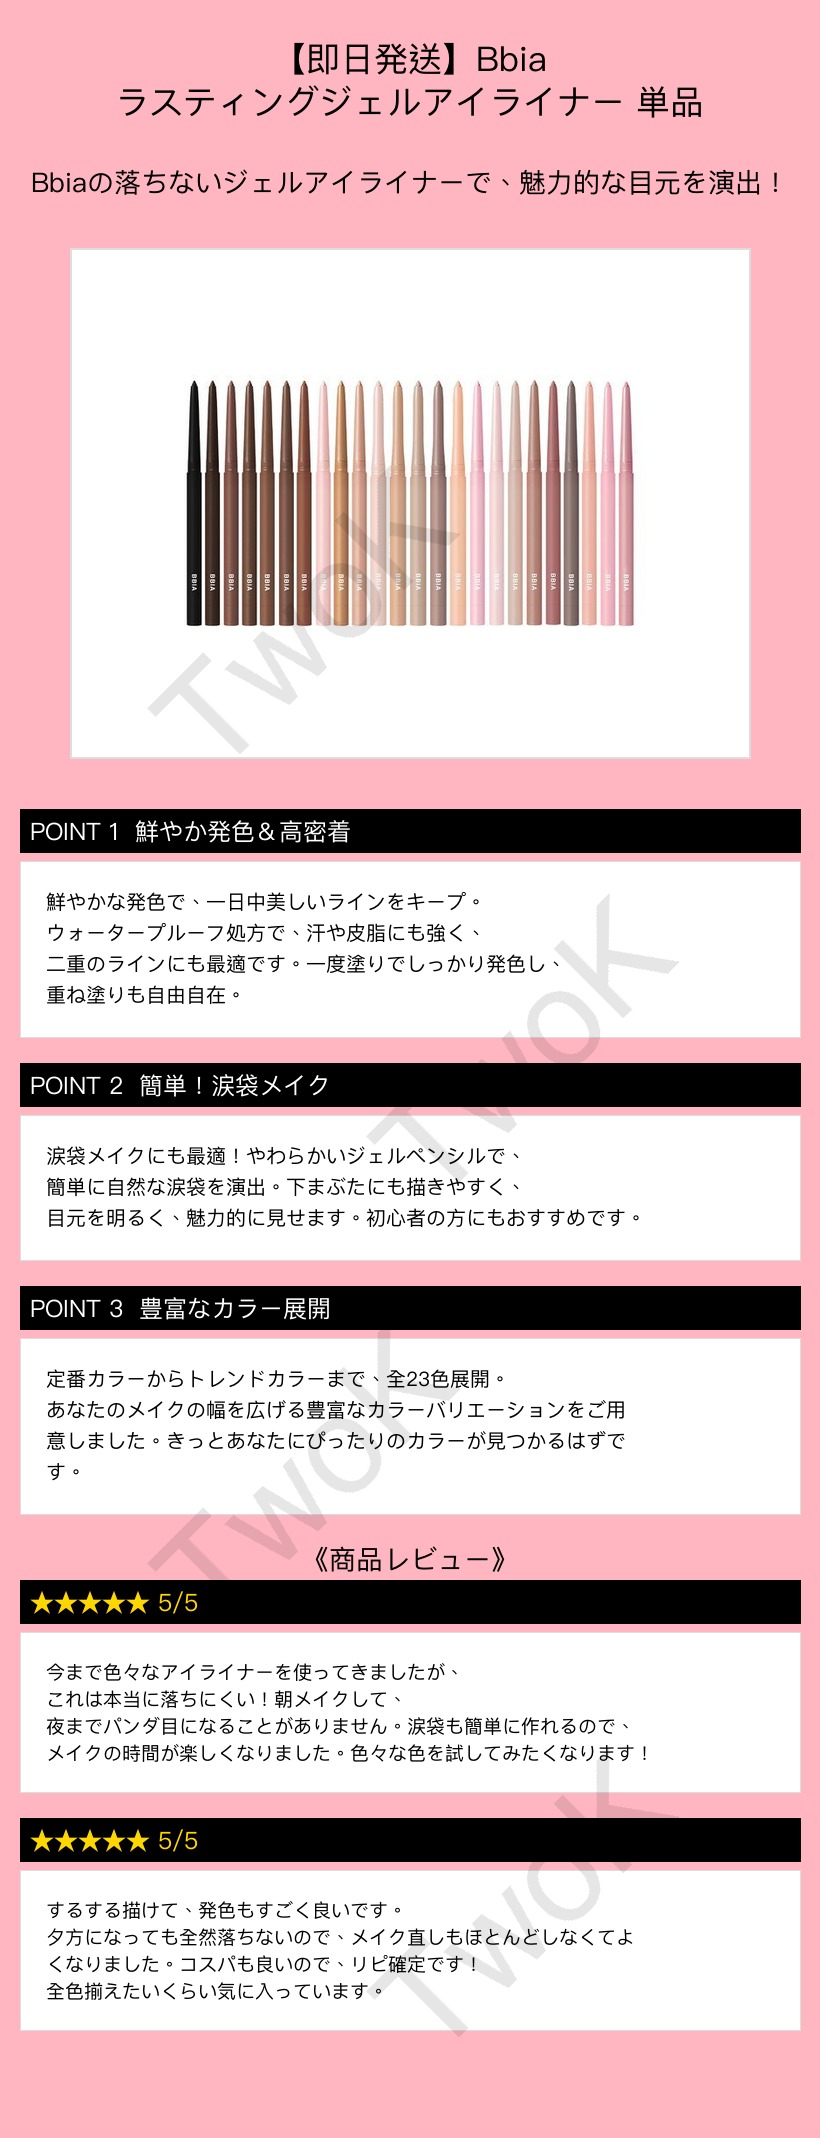 【即日発送】Bbia
ラスティングジェルアイライナー 単品
Bbiaの落ちないジェルアイライナーで、魅力的な目元を演出！
BBIA BBIA BBIA BBIA BBIA BBIA BBIA BBIA BBIA BBIA BBIA BBIA BBIA BBIA BBIA BBIA BBIA BBIA BBIA BBIA BBIA BBIA BBIA BBIA
TwoK
POINT 1 鮮やか発色＆高密着
鮮やかな発色で、一日中美しいラインをキープ。
ウォータープルーフ処方で、汗や皮脂にも強く、
二重のラインにも最適です。一度塗りでしっかり発色し、
重ね塗りも自由自在。
TwoK
POINT 2 簡単！涙袋メイク
涙袋メイクにも最適！やわらかいジェルペンシルで、
簡単に自然な涙袋を演出。下まぶたにも描きやすく、
目元を明るく、魅力的に見せます。初心者の方にもおすすめです。
POINT 3 豊富なカラー展開
定番カラーからトレンドカラーまで、全23色展開。
あなたのメイクの幅を広げる豊富なカラーバリエーションをご用
意しました。きっとあなたにぴったりのカラーが見つかるはずで
す。
TwoK
《商品レビュー》
★★★★★ 5/5
今まで色々なアイライナーを使ってきましたが、
これは本当に落ちにくい！朝メイクして、
夜までパンダ目になることがありません。涙袋も簡単に作れるので、
メイクの時間が楽しくなりました。色々な色を試してみたくなります！
★★★★★ 5/5
するする描けて、発色もすごく良いです。
夕方になっても全然落ちないので、メイク直しもほとんどしなくてよ
くなりました。コスパも良いので、リピ確定です！
全色揃えたいくらい気に入っています。
TwoK